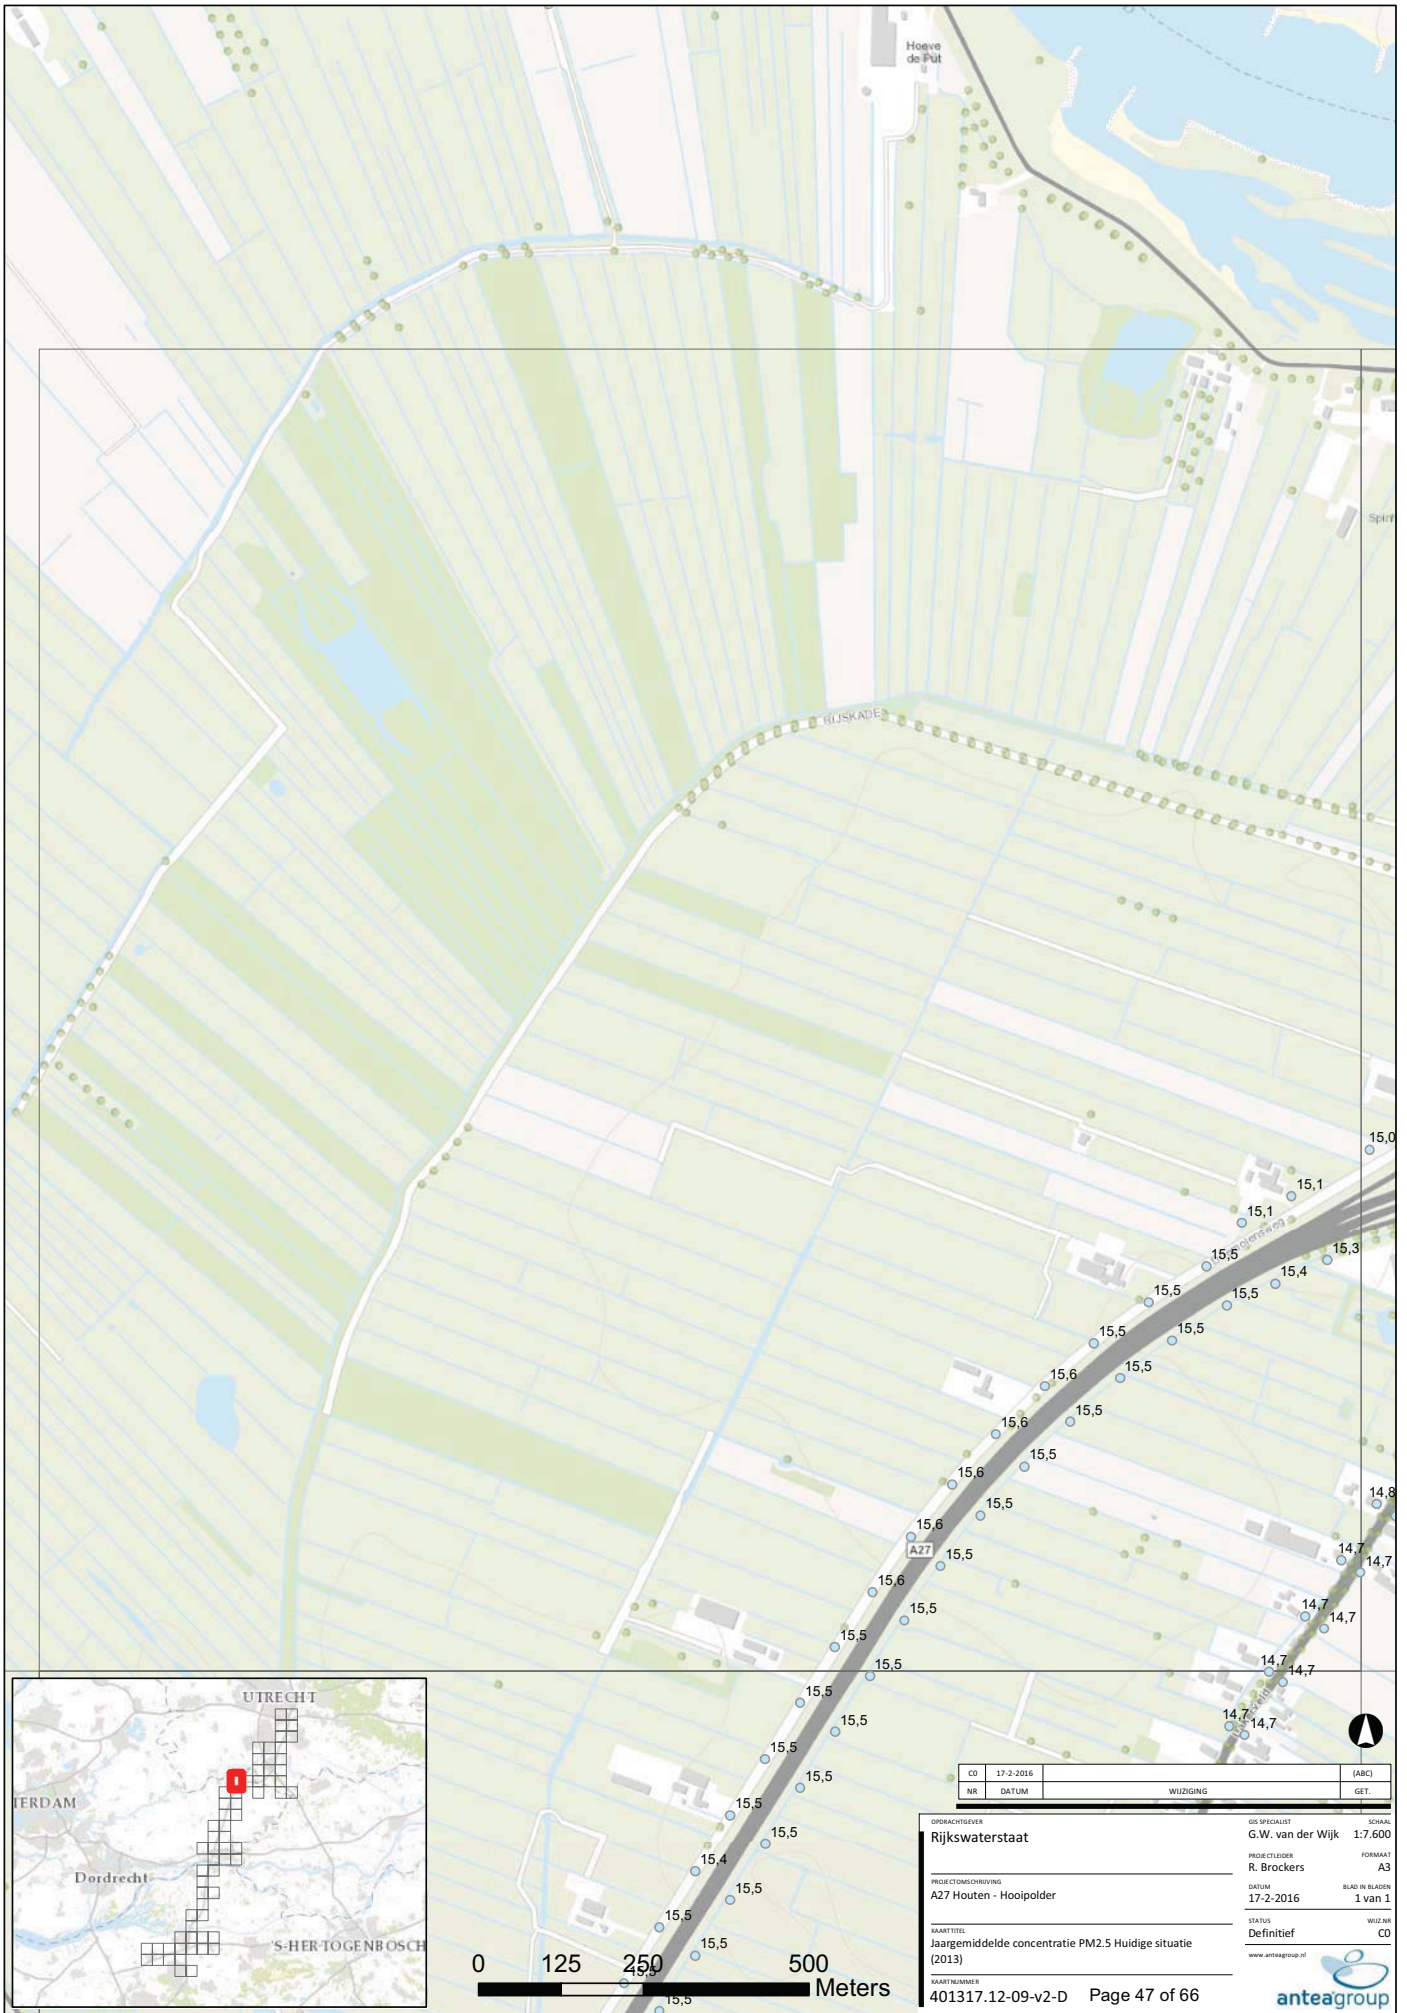 Hoeve
de Put
BIJSKADE
15,0
15,1
15,1
15,5
15,3
15,4
15,5
15,5
15,5
15,5
15,5
15,6
15,5
15,6
15,5
15,6
15,5
15,6
A27
15,5
15,6
15,5
15,5
15,5
15,5
15,5
15,5
15,5
15,5
15,5
15,4
15,5
15,5
15,5
15,5
15,5
14,8
14,7
14,7
14,7
14,7
14,7
14,7
14,7
14,7
UTRECHT
TERDAM
Dordrecht
'S-HERTOGENBOSCH
0 125 250 500
Meters
C0 17-2-2016 (ABC)
NR DATUM WIJZIGING GET.
OPDRACHTGEVER
Rijkswaterstaat
PROJECTOMSCHRIJVING
A27 Houten - Hooipolder
KAARTTITEL
Jaargemiddelde concentratie PM2.5 Huidige situatie
(2013)
KAARTNUMMER
401317.12-09-v2-D Page 47 of 66
GIS SPECIALIST SCHAAL
G.W. van der Wijk 1:7.600
PROJECTLEIDER FORMAAT
R. Brockers A3
DATUM BLAD IN BLADEN
17-2-2016 1 van 1
STATUS WIJZ.NR
Definitief C0
www.anteagroup.nl
anteagroup